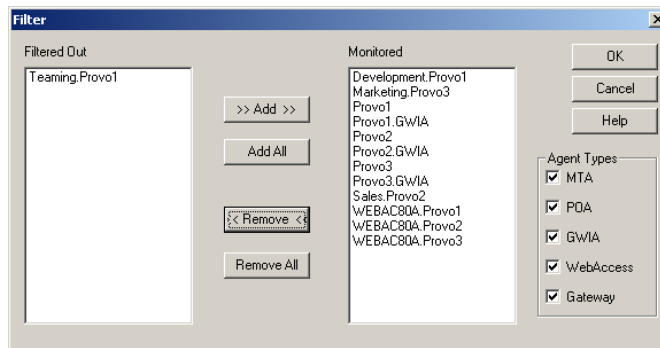 Filter
Filtered Out
Teaming.Provo1
>> Add >>
Add All
<< Remove <<
Remove All
Monitored
Development.Provo1
Marketing.Provo3
Provo1
Provo1.GWIA
Provo2
Provo2.GWIA
Provo3
Provo3.GWIA
Sales.Provo2
WEBAC80A.Provo1
WEBAC80A.Provo2
WEBAC80A.Provo3
OK
Cancel
Help
Agent Types
MTA
POA
GWIA
WebAccess
Gateway